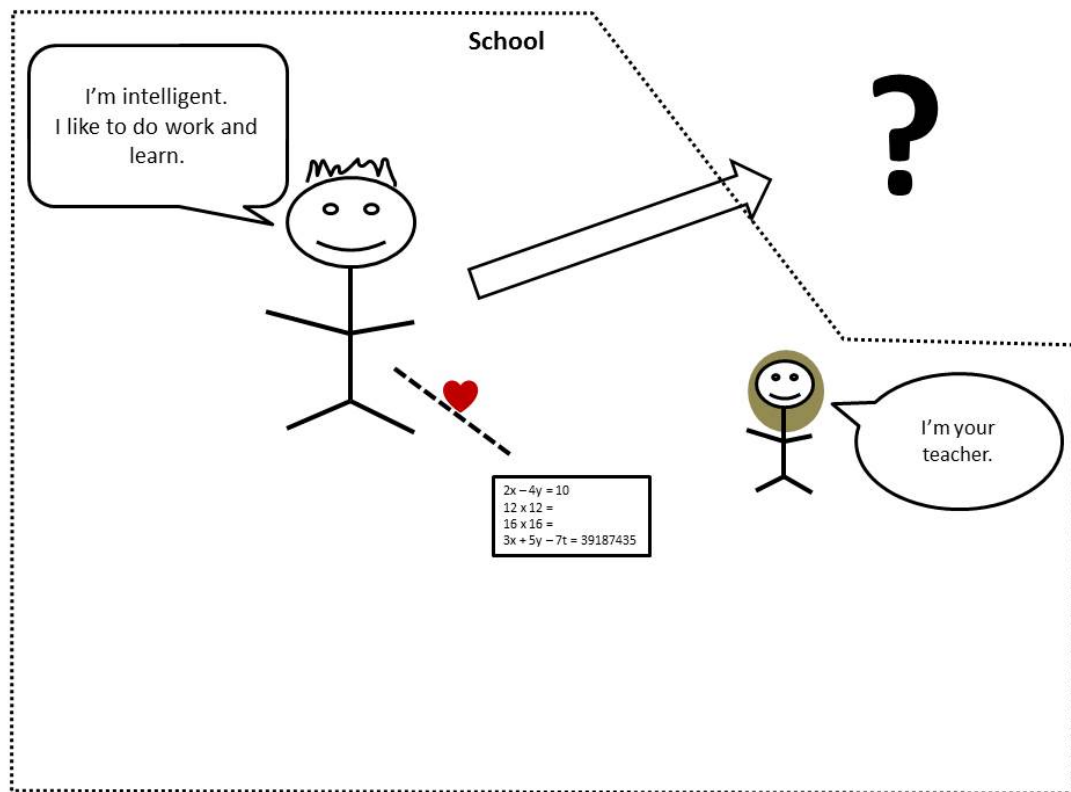 School
I'm intelligent.
I like to do work and
learn.
?
2x – 4y = 10
12 x 12 =
16 x 16 =
3x + 5y – 7t = 39187435
I'm your
teacher.